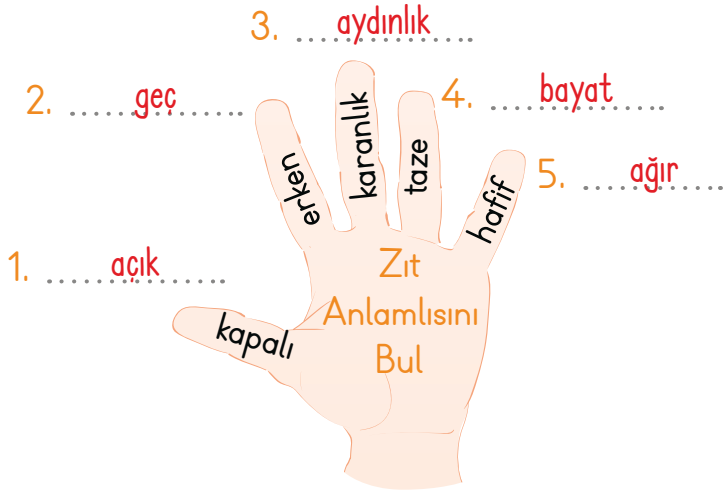 1. açık
kapalı
2. geç
erken
3. aydınlık
karanlık
4. bayat
taze
5. ağır
hafif
Zıt
Anlamlısını
Bul